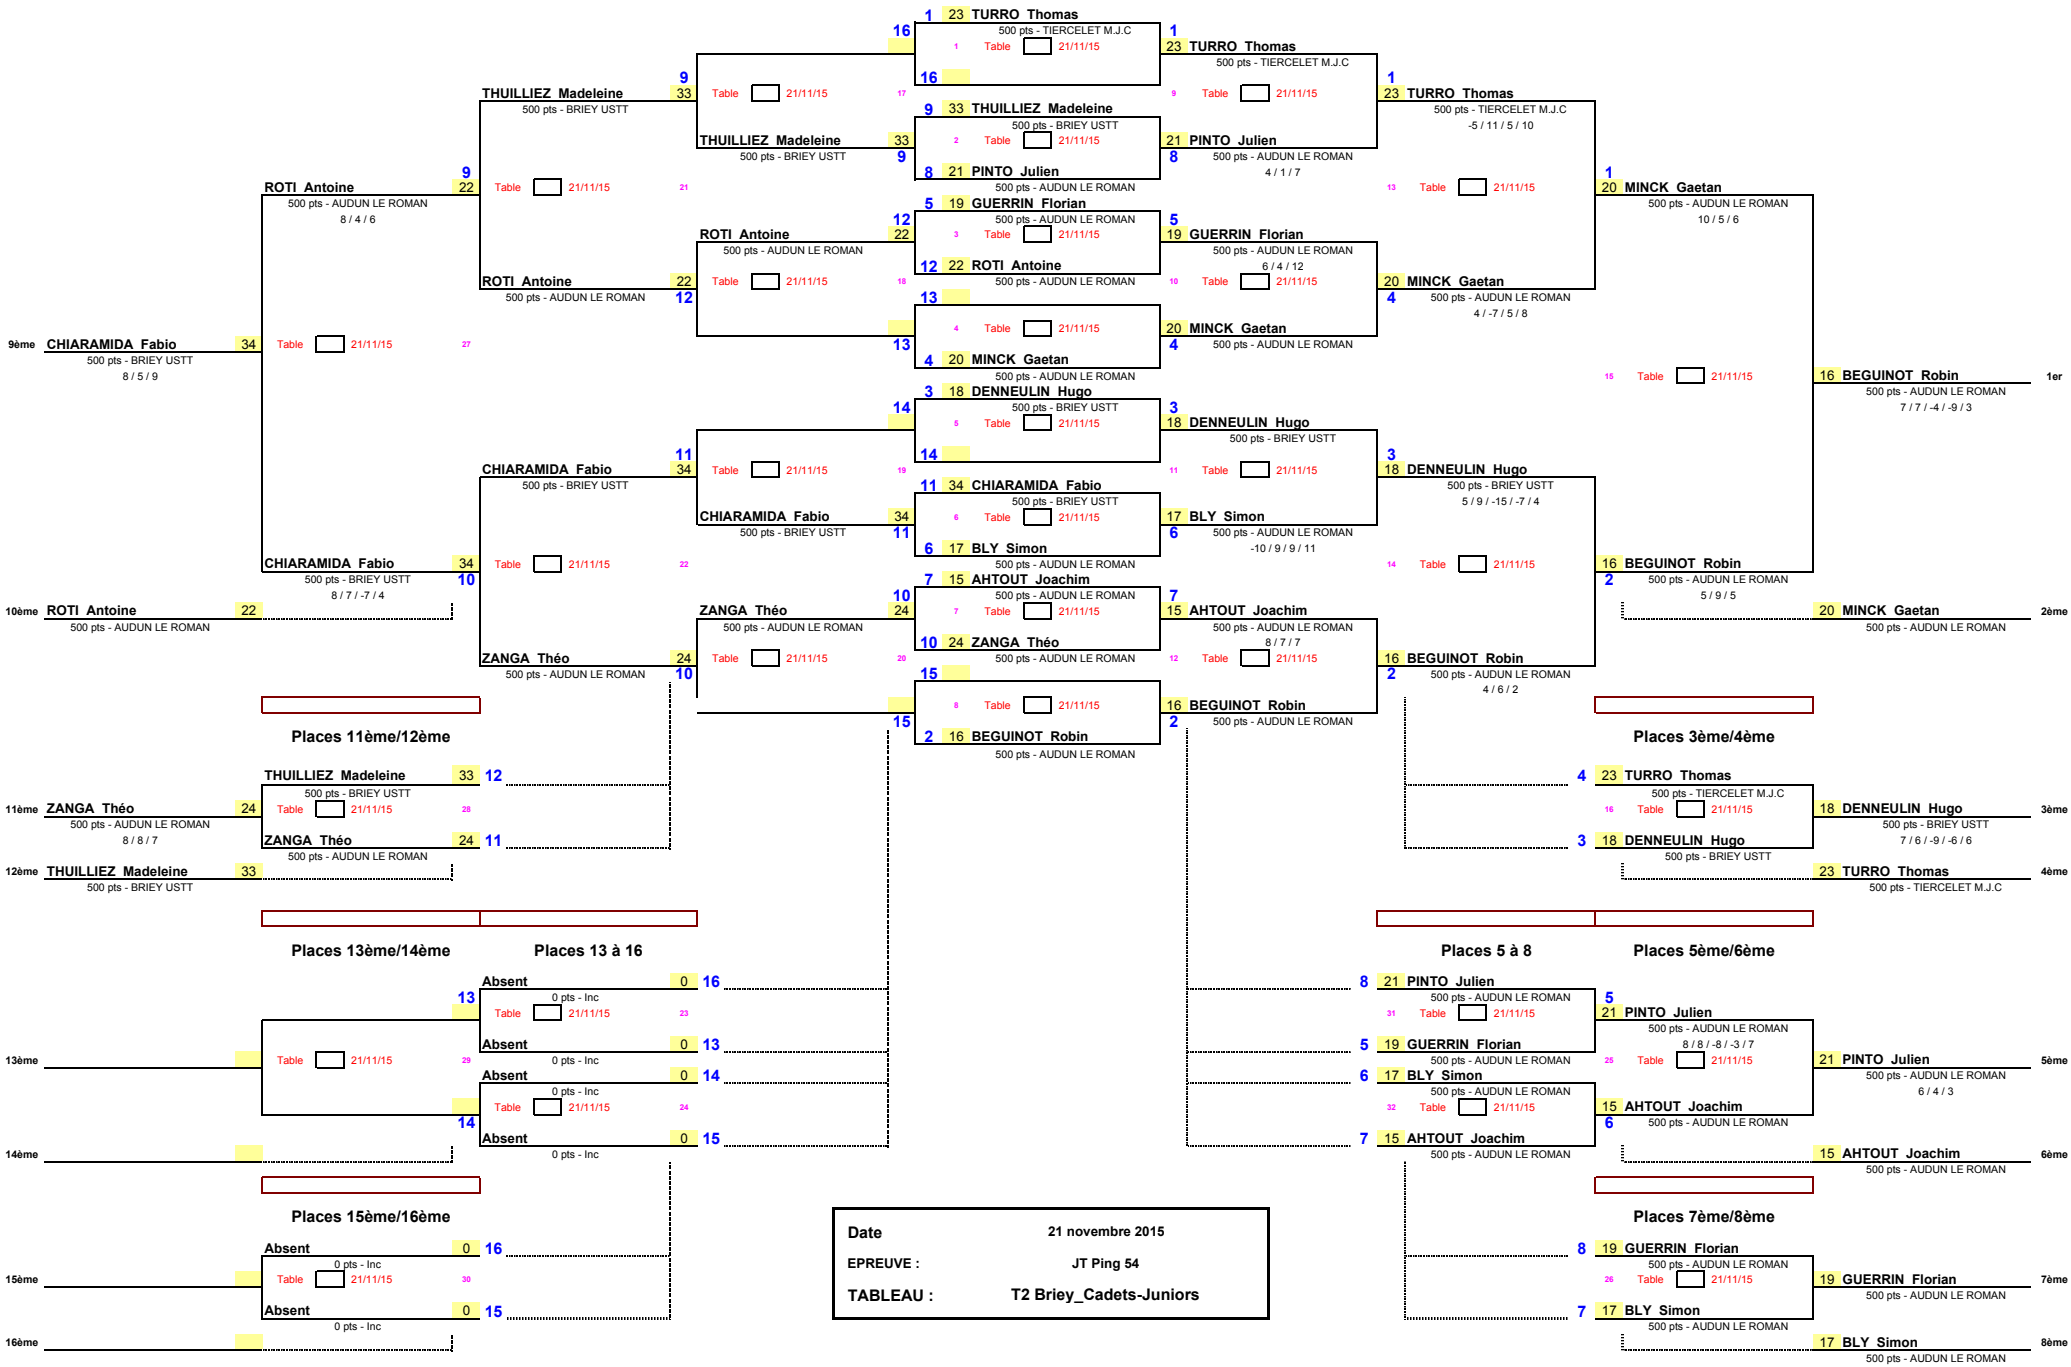 1 23 TURRO Thomas
500 pts - TIERCELET M.J.C
16
1 Table 21/11/15
16
9 33 THUILLIEZ Madeleine
500 pts - BRIEY USTT
2 Table 21/11/15
8 21 PINTO Julien
500 pts - AUDUN LE ROMAN
5 19 GUERRIN Florian
500 pts - AUDUN LE ROMAN
3 Table 21/11/15
12 22 ROTI Antoine
500 pts - AUDUN LE ROMAN
13
4 Table 21/11/15
4 20 MINCK Gaetan
500 pts - AUDUN LE ROMAN
3 18 DENNEULIN Hugo
500 pts - BRIEY USTT
5 Table 21/11/15
14
11 34 CHIARAMIDA Fabio
500 pts - BRIEY USTT
6 Table 21/11/15
6 17 BLY Simon
500 pts - AUDUN LE ROMAN
7 15 AHTOUT Joachim
500 pts - AUDUN LE ROMAN
7 Table 21/11/15
10 24 ZANGA Théo
500 pts - AUDUN LE ROMAN
15
8 Table 21/11/15
2 16 BEGUINOT Robin
500 pts - AUDUN LE ROMAN
1
23 TURRO Thomas
500 pts - TIERCELET M.J.C
9 Table 21/11/15
21 PINTO Julien
8 500 pts - AUDUN LE ROMAN
4 / 1 / 7
5
19 GUERRIN Florian
500 pts - AUDUN LE ROMAN
6 / 4 / 12
10 Table 21/11/15
20 MINCK Gaetan
4 500 pts - AUDUN LE ROMAN
3
18 DENNEULIN Hugo
500 pts - BRIEY USTT
11 Table 21/11/15
17 BLY Simon
6 500 pts - AUDUN LE ROMAN
-10 / 9 / 9 / 11
7
15 AHTOUT Joachim
500 pts - AUDUN LE ROMAN
8 / 7 / 7
12 Table 21/11/15
16 BEGUINOT Robin
2 500 pts - AUDUN LE ROMAN
1
23 TURRO Thomas
500 pts - TIERCELET M.J.C
-5 / 11 / 5 / 10
13 Table 21/11/15
20 MINCK Gaetan
4 500 pts - AUDUN LE ROMAN
4 / -7 / 5 / 8
3
18 DENNEULIN Hugo
500 pts - BRIEY USTT
5 / 9 / -15 / -7 / 4
14 Table 21/11/15
16 BEGUINOT Robin
2 500 pts - AUDUN LE ROMAN
4 / 6 / 2
1
20 MINCK Gaetan
500 pts - AUDUN LE ROMAN
10 / 5 / 6
15 Table 21/11/15
16 BEGUINOT Robin
2 500 pts - AUDUN LE ROMAN
5 / 9 / 5
16 BEGUINOT Robin 1er
500 pts - AUDUN LE ROMAN
7 / 7 / -4 / -9 / 3
20 MINCK Gaetan 2ème
500 pts - AUDUN LE ROMAN
Places 3ème/4ème
4 23 TURRO Thomas
500 pts - TIERCELET M.J.C
16 Table 21/11/15
3 18 DENNEULIN Hugo
500 pts - BRIEY USTT
18 DENNEULIN Hugo 3ème
500 pts - BRIEY USTT
7 / 6 / -9 / -6 / 6
23 TURRO Thomas 4ème
500 pts - TIERCELET M.J.C
Places 5 à 8
8 21 PINTO Julien
500 pts - AUDUN LE ROMAN
31 Table 21/11/15
5 19 GUERRIN Florian
500 pts - AUDUN LE ROMAN
6 17 BLY Simon
500 pts - AUDUN LE ROMAN
32 Table 21/11/15
7 15 AHTOUT Joachim
500 pts - AUDUN LE ROMAN
Places 5ème/6ème
5
21 PINTO Julien
500 pts - AUDUN LE ROMAN
8 / 8 / -8 / -3 / 7
25 Table 21/11/15
15 AHTOUT Joachim
6 500 pts - AUDUN LE ROMAN
21 PINTO Julien 5ème
500 pts - AUDUN LE ROMAN
6 / 4 / 3
15 AHTOUT Joachim 6ème
500 pts - AUDUN LE ROMAN
Places 7ème/8ème
8 19 GUERRIN Florian
500 pts - AUDUN LE ROMAN
26 Table 21/11/15
7 17 BLY Simon
500 pts - AUDUN LE ROMAN
19 GUERRIN Florian 7ème
500 pts - AUDUN LE ROMAN
17 BLY Simon 8ème
500 pts - AUDUN LE ROMAN
9
THUILLIEZ Madeleine 33
500 pts - BRIEY USTT
Table 21/11/15 17
THUILLIEZ Madeleine 33
500 pts - BRIEY USTT 9
12
ROTI Antoine 22
500 pts - AUDUN LE ROMAN
Table 21/11/15 18
13
14
Table 21/11/15 19
CHIARAMIDA Fabio 34
500 pts - BRIEY USTT 11
10
ZANGA Théo 24
500 pts - AUDUN LE ROMAN
Table 21/11/15 20
15
9
ROTI Antoine 22
500 pts - AUDUN LE ROMAN
8 / 4 / 6
Table 21/11/15 21
ROTI Antoine 22
500 pts - AUDUN LE ROMAN 12
11
CHIARAMIDA Fabio 34
500 pts - BRIEY USTT
Table 21/11/15 22
ZANGA Théo 24
500 pts - AUDUN LE ROMAN 10
9ème CHIARAMIDA Fabio 34
500 pts - BRIEY USTT
8 / 5 / 9
Table 21/11/15 27
CHIARAMIDA Fabio 34
500 pts - BRIEY USTT 10
8 / 7 / -7 / 4
10ème ROTI Antoine 22
500 pts - AUDUN LE ROMAN
Places 11ème/12ème
THUILLIEZ Madeleine 33 12
500 pts - BRIEY USTT
Table 21/11/15 28
ZANGA Théo 24 11
500 pts - AUDUN LE ROMAN
11ème ZANGA Théo 24
500 pts - AUDUN LE ROMAN
8 / 8 / 7
12ème THUILLIEZ Madeleine 33
500 pts - BRIEY USTT
Places 13ème/14ème
Places 13 à 16
Absent 0 16
0 pts - Inc
13
Table 21/11/15 23
Absent 0 13
0 pts - Inc
13ème
Table 21/11/15 29
Absent 0 14
0 pts - Inc
Table 21/11/15 24
14
Absent 0 15
0 pts - Inc
14ème
Places 15ème/16ème
Absent 0 16
0 pts - Inc
15ème
Table 21/11/15 30
Absent 0 15
0 pts - Inc
16ème
Date 21 novembre 2015
EPREUVE : JT Ping 54
TABLEAU : T2 Briey_Cadets-Juniors